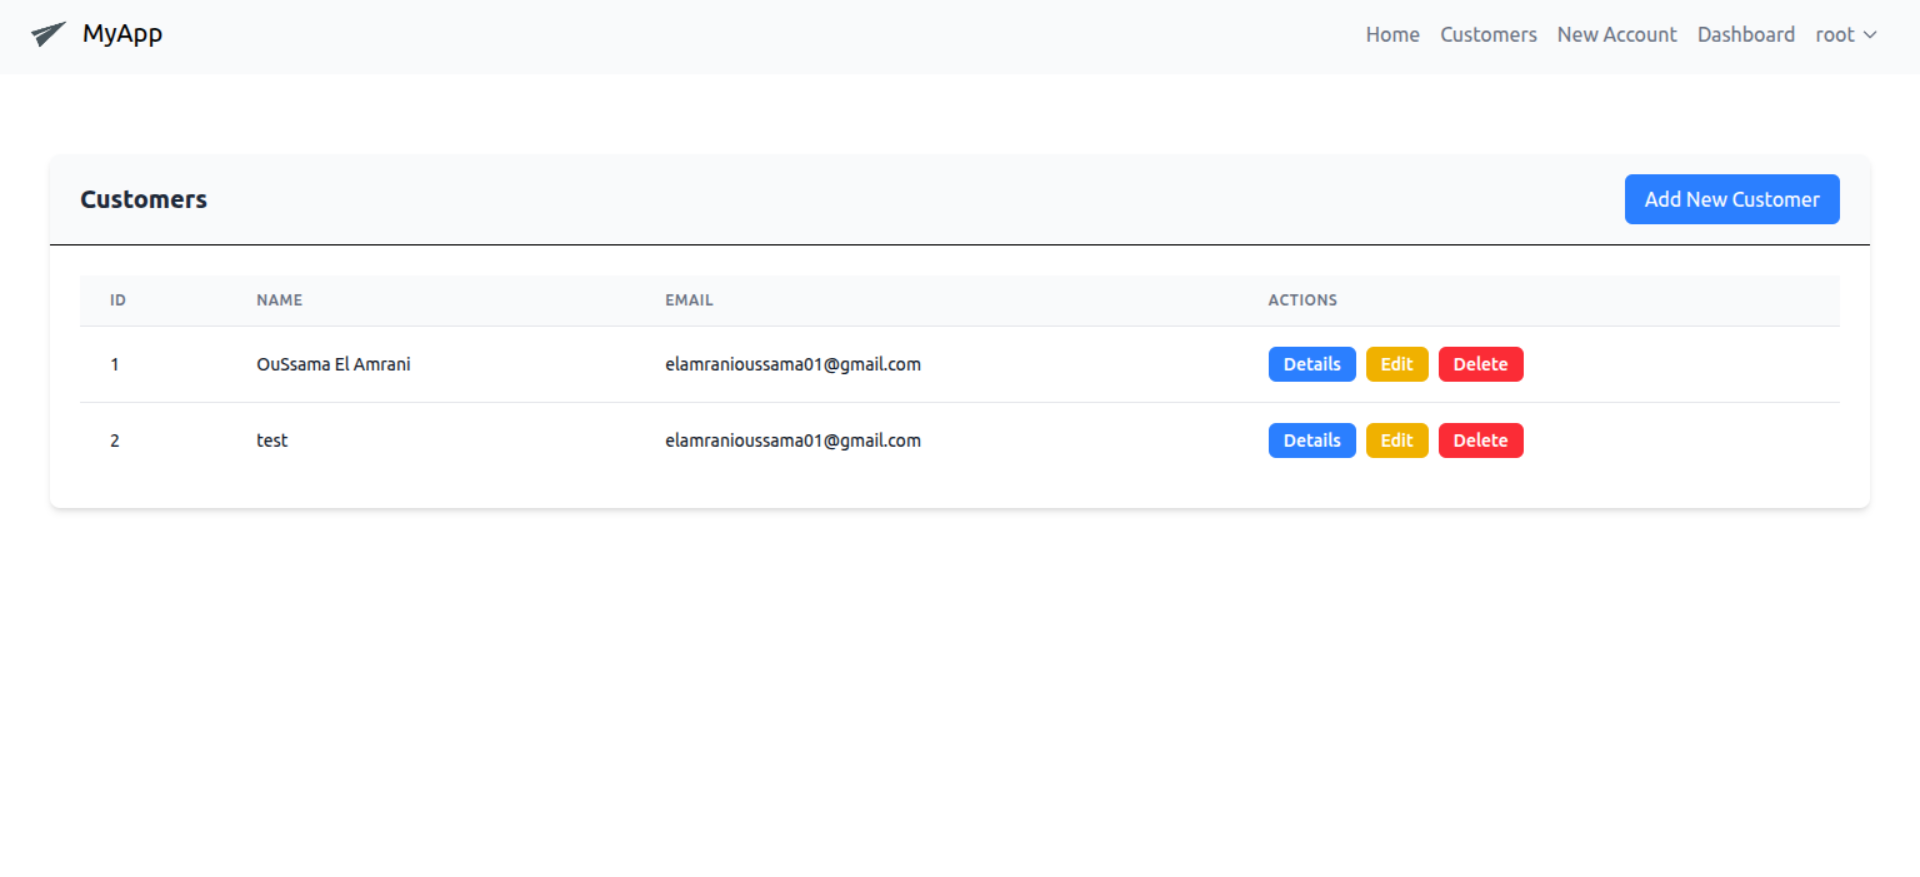 MyApp Home Customers New Account Dashboard root
Customers Add New Customer
ID NAME EMAIL ACTIONS
1 OuSsama El Amrani elamranioussama01@gmail.com Details Edit Delete
2 test elamranioussama01@gmail.com Details Edit Delete